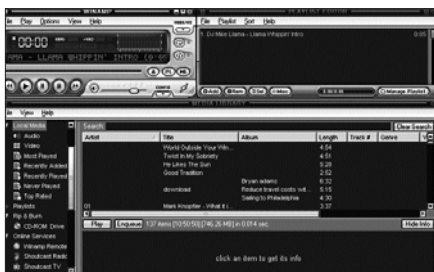 WINAMP
PLAYLIST EDITOR
File Play Options View Help
File Playlist Sort Help
00:00
AMA - LLAMA WHIPPIN' INTRO (0:05
1. DJ Mike Llama - Llama Whippin' Intro 0:05
PL ML
CONFIG
Add Rem Sel Misc Manage Playlist
MEDIA LIBRARY
File View Help
Local Media Search: Clear Search
Audio Artist Title Album Length Track # Genre
Video World Outside Your Win... 4:54
Most Played Twist In My Sobriety 4:51
Recently Added He Likes The Sun 5:28
Recently Played Good Tradition 2:52
Never Played Bryan adams 6:32
Top Rated download Reduce travel costs wit... 5:15
Playlists Sailing to Philadelphia 4:30
Rip & Burn 01 Mark Knopfler - What it i... 3:37
CD-ROM Drive
Online Services Play Enqueue 137 items [10:50:50] [746.26 MB] in 0.014 sec. Hide Info
Winamp Remote
Shoutcast Radio click an item to get its info
Shoutcast TV